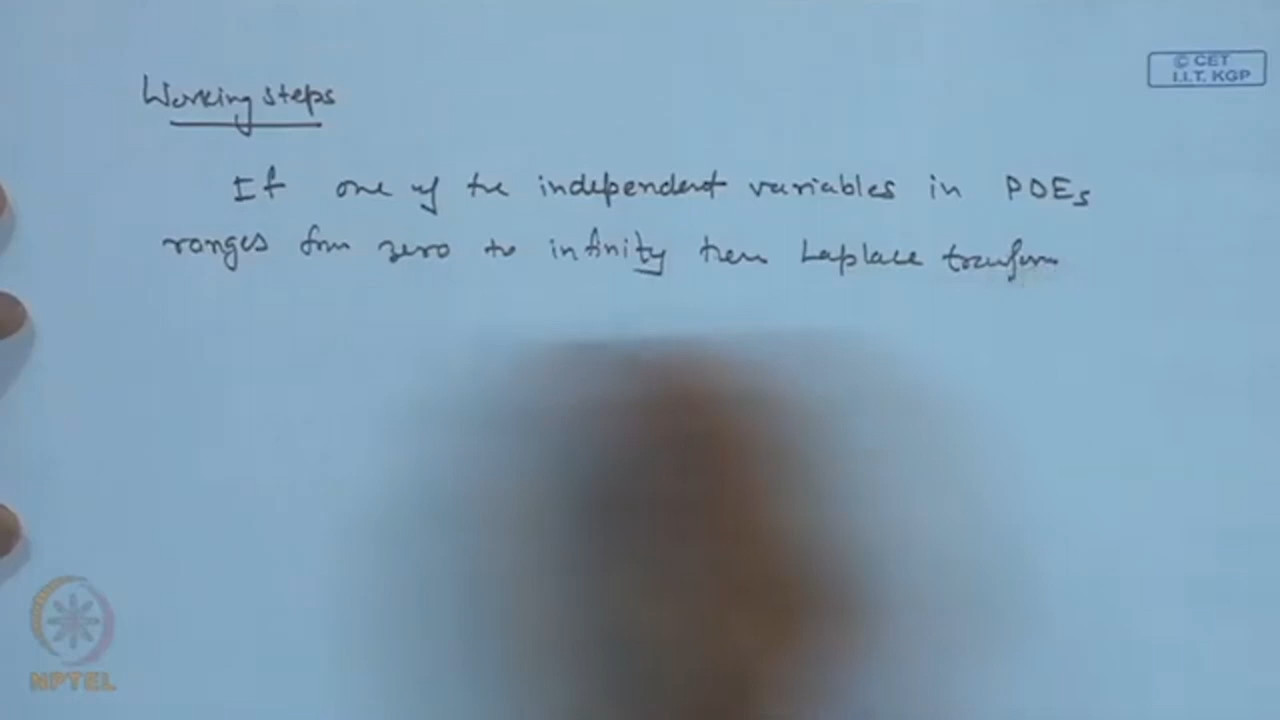 Working steps
© CET
I.I.T. KGP
If one of the independent variables in PDEs
ranges from zero to infinity then Laplace transform
NPTEL